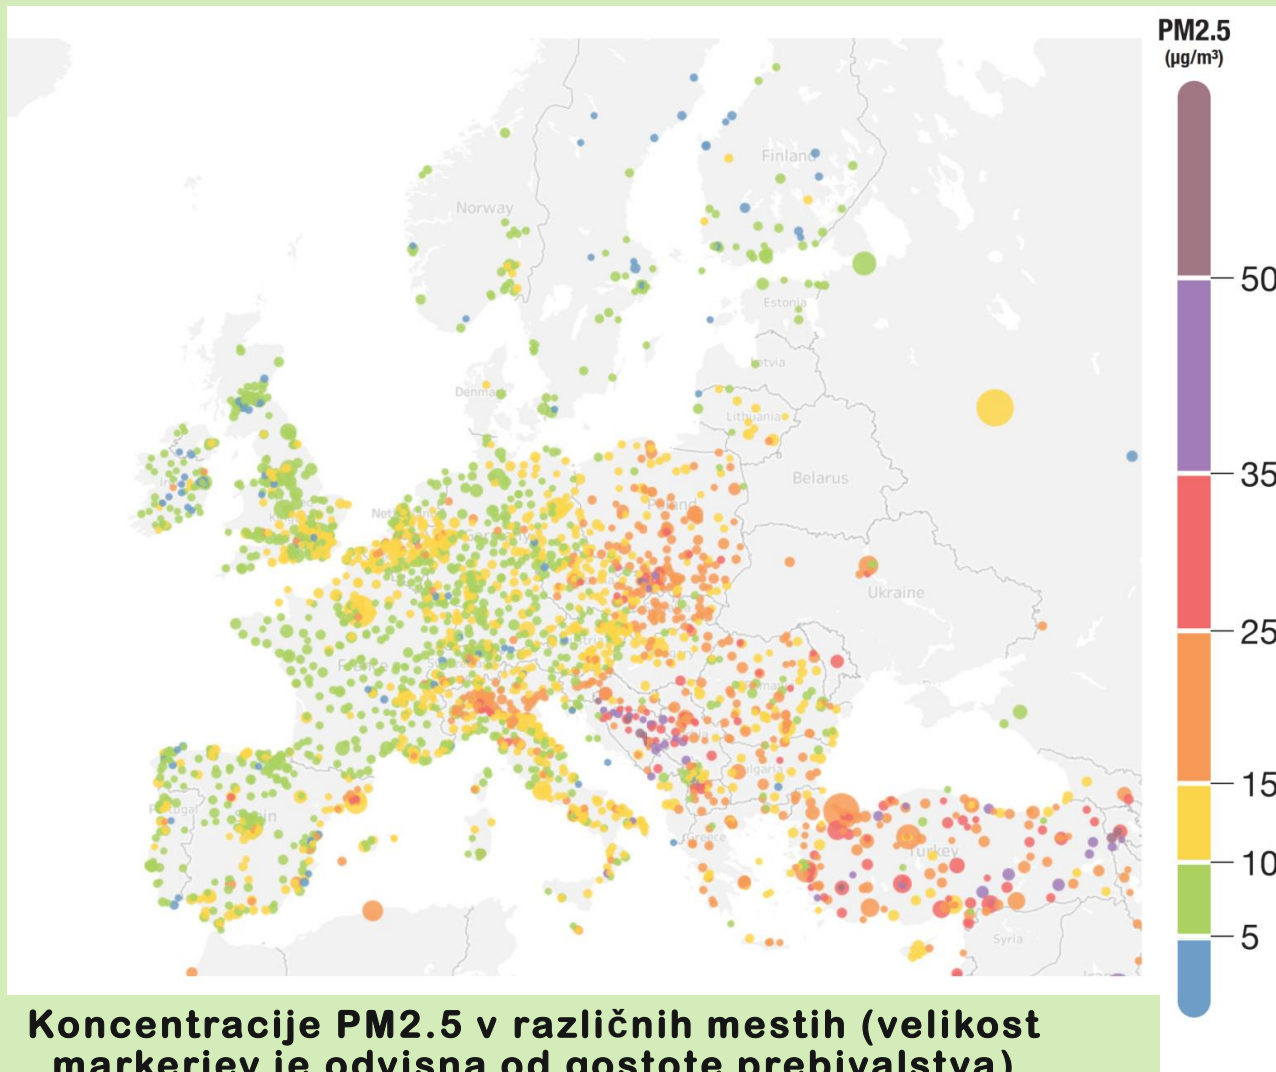 PM2.5
(µg/m³)
50
35
25
15
10
5
Finland
Norway
Estonia
Latvia
Denmark
Lithuania
Belarus
Poland
Ukraine
Turkey
Greece
Syria
Koncentracije PM2.5 v različnih mestih (velikost
markerjev je odvisna od gostote prebivalstva)